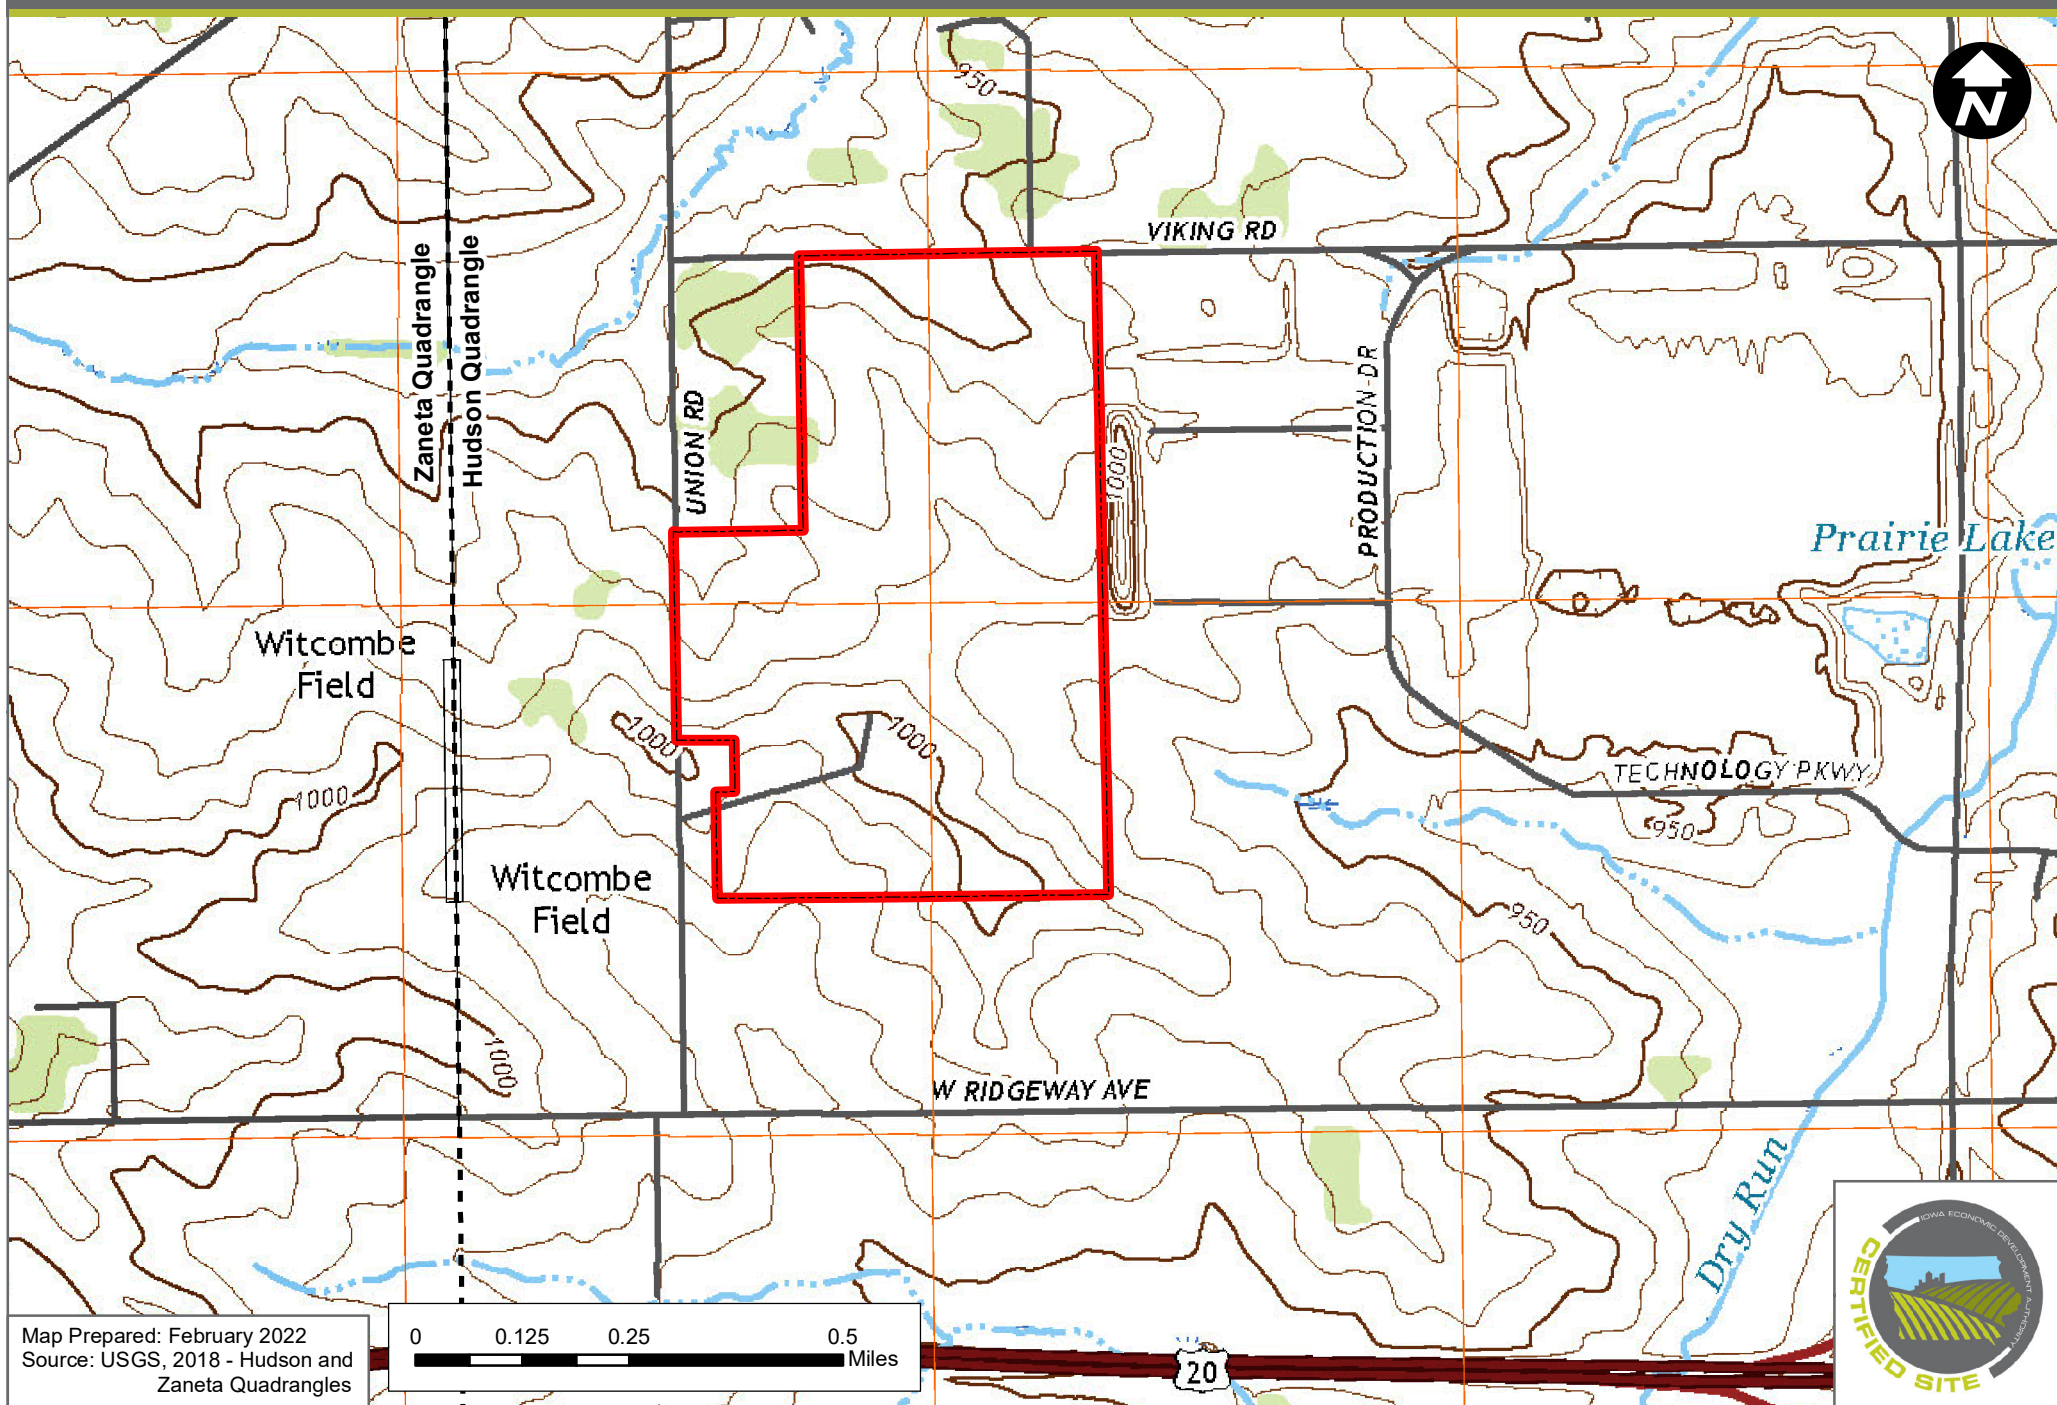 N
950
VIKING RD
Zaneta Quadrangle
Hudson Quadrangle
UNION RD
1000
PRODUCTION DR
Prairie Lake
Witcombe
Field
1000
1000
1000
TECHNOLOGY PKWY
950
Witcombe
Field
950
1000
W RIDGEWAY AVE
Dry Run
20
Map Prepared: February 2022
Source: USGS, 2018 - Hudson and
Zaneta Quadrangles
0 0.125 0.25 0.5
Miles
IOWA ECONOMIC DEVELOPMENT AUTHORITY
CERTIFIED SITE